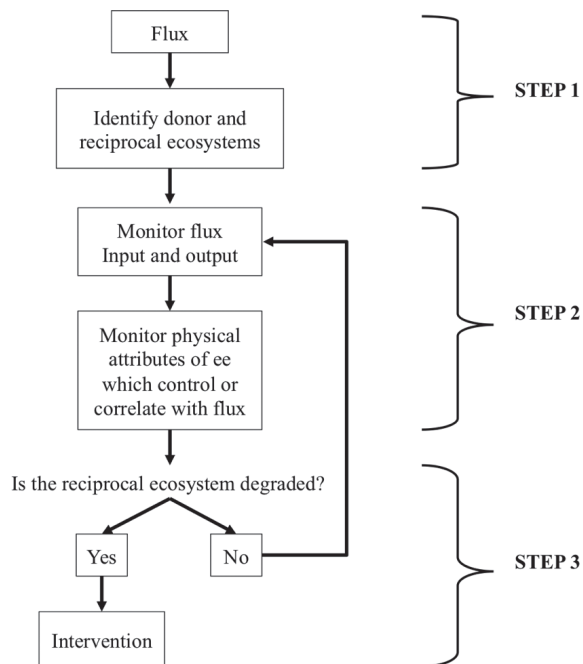 Flux
STEP 1
Identify donor and
reciprocal ecosystems
Monitor flux
Input and output
STEP 2
Monitor physical
attributes of ee
which control or
correlate with flux
Is the reciprocal ecosystem degraded?
Yes
No
STEP 3
Intervention